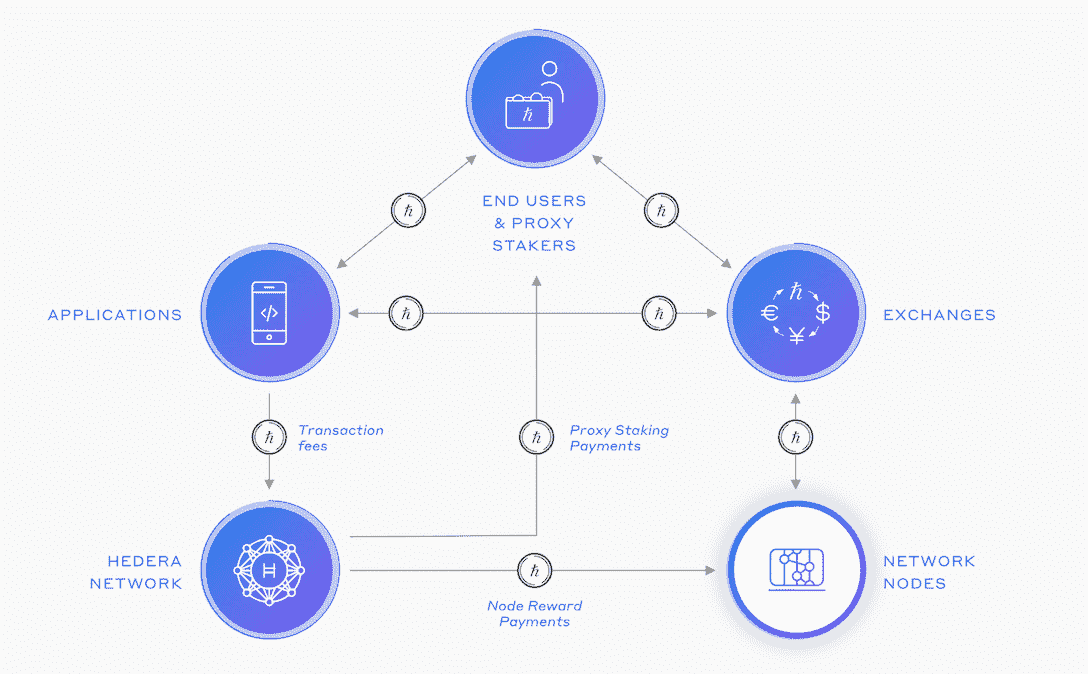 ħ
END USERS
& PROXY
STAKERS
ħ
ħ
APPLICATIONS
</>
ħ
ħ
ħ
€
$
¥
EXCHANGES
ħ
Transaction
fees
ħ
Proxy Staking
Payments
ħ
HEDERA
NETWORK
H
ħ
Node Reward
Payments
NETWORK
NODES